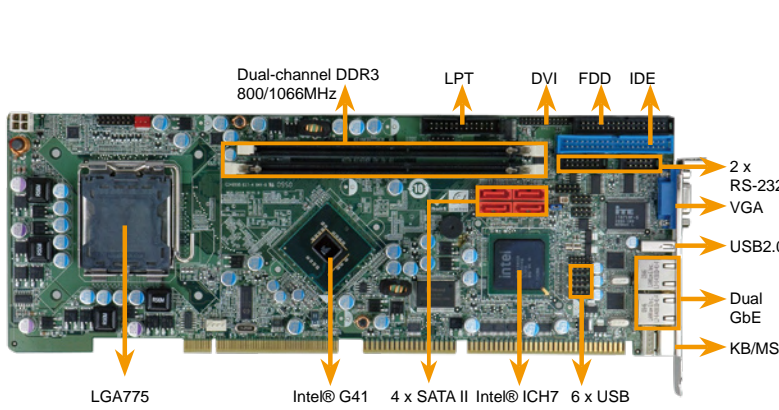 Dual-channel DDR3
800/1066MHz
LPT
DVI
FDD
IDE
2 x
RS-232
VGA
USB2.0
Dual
GbE
KB/MS
intel
LGA775
Intel® G41
4 x SATA II
Intel® ICH7
6 x USB